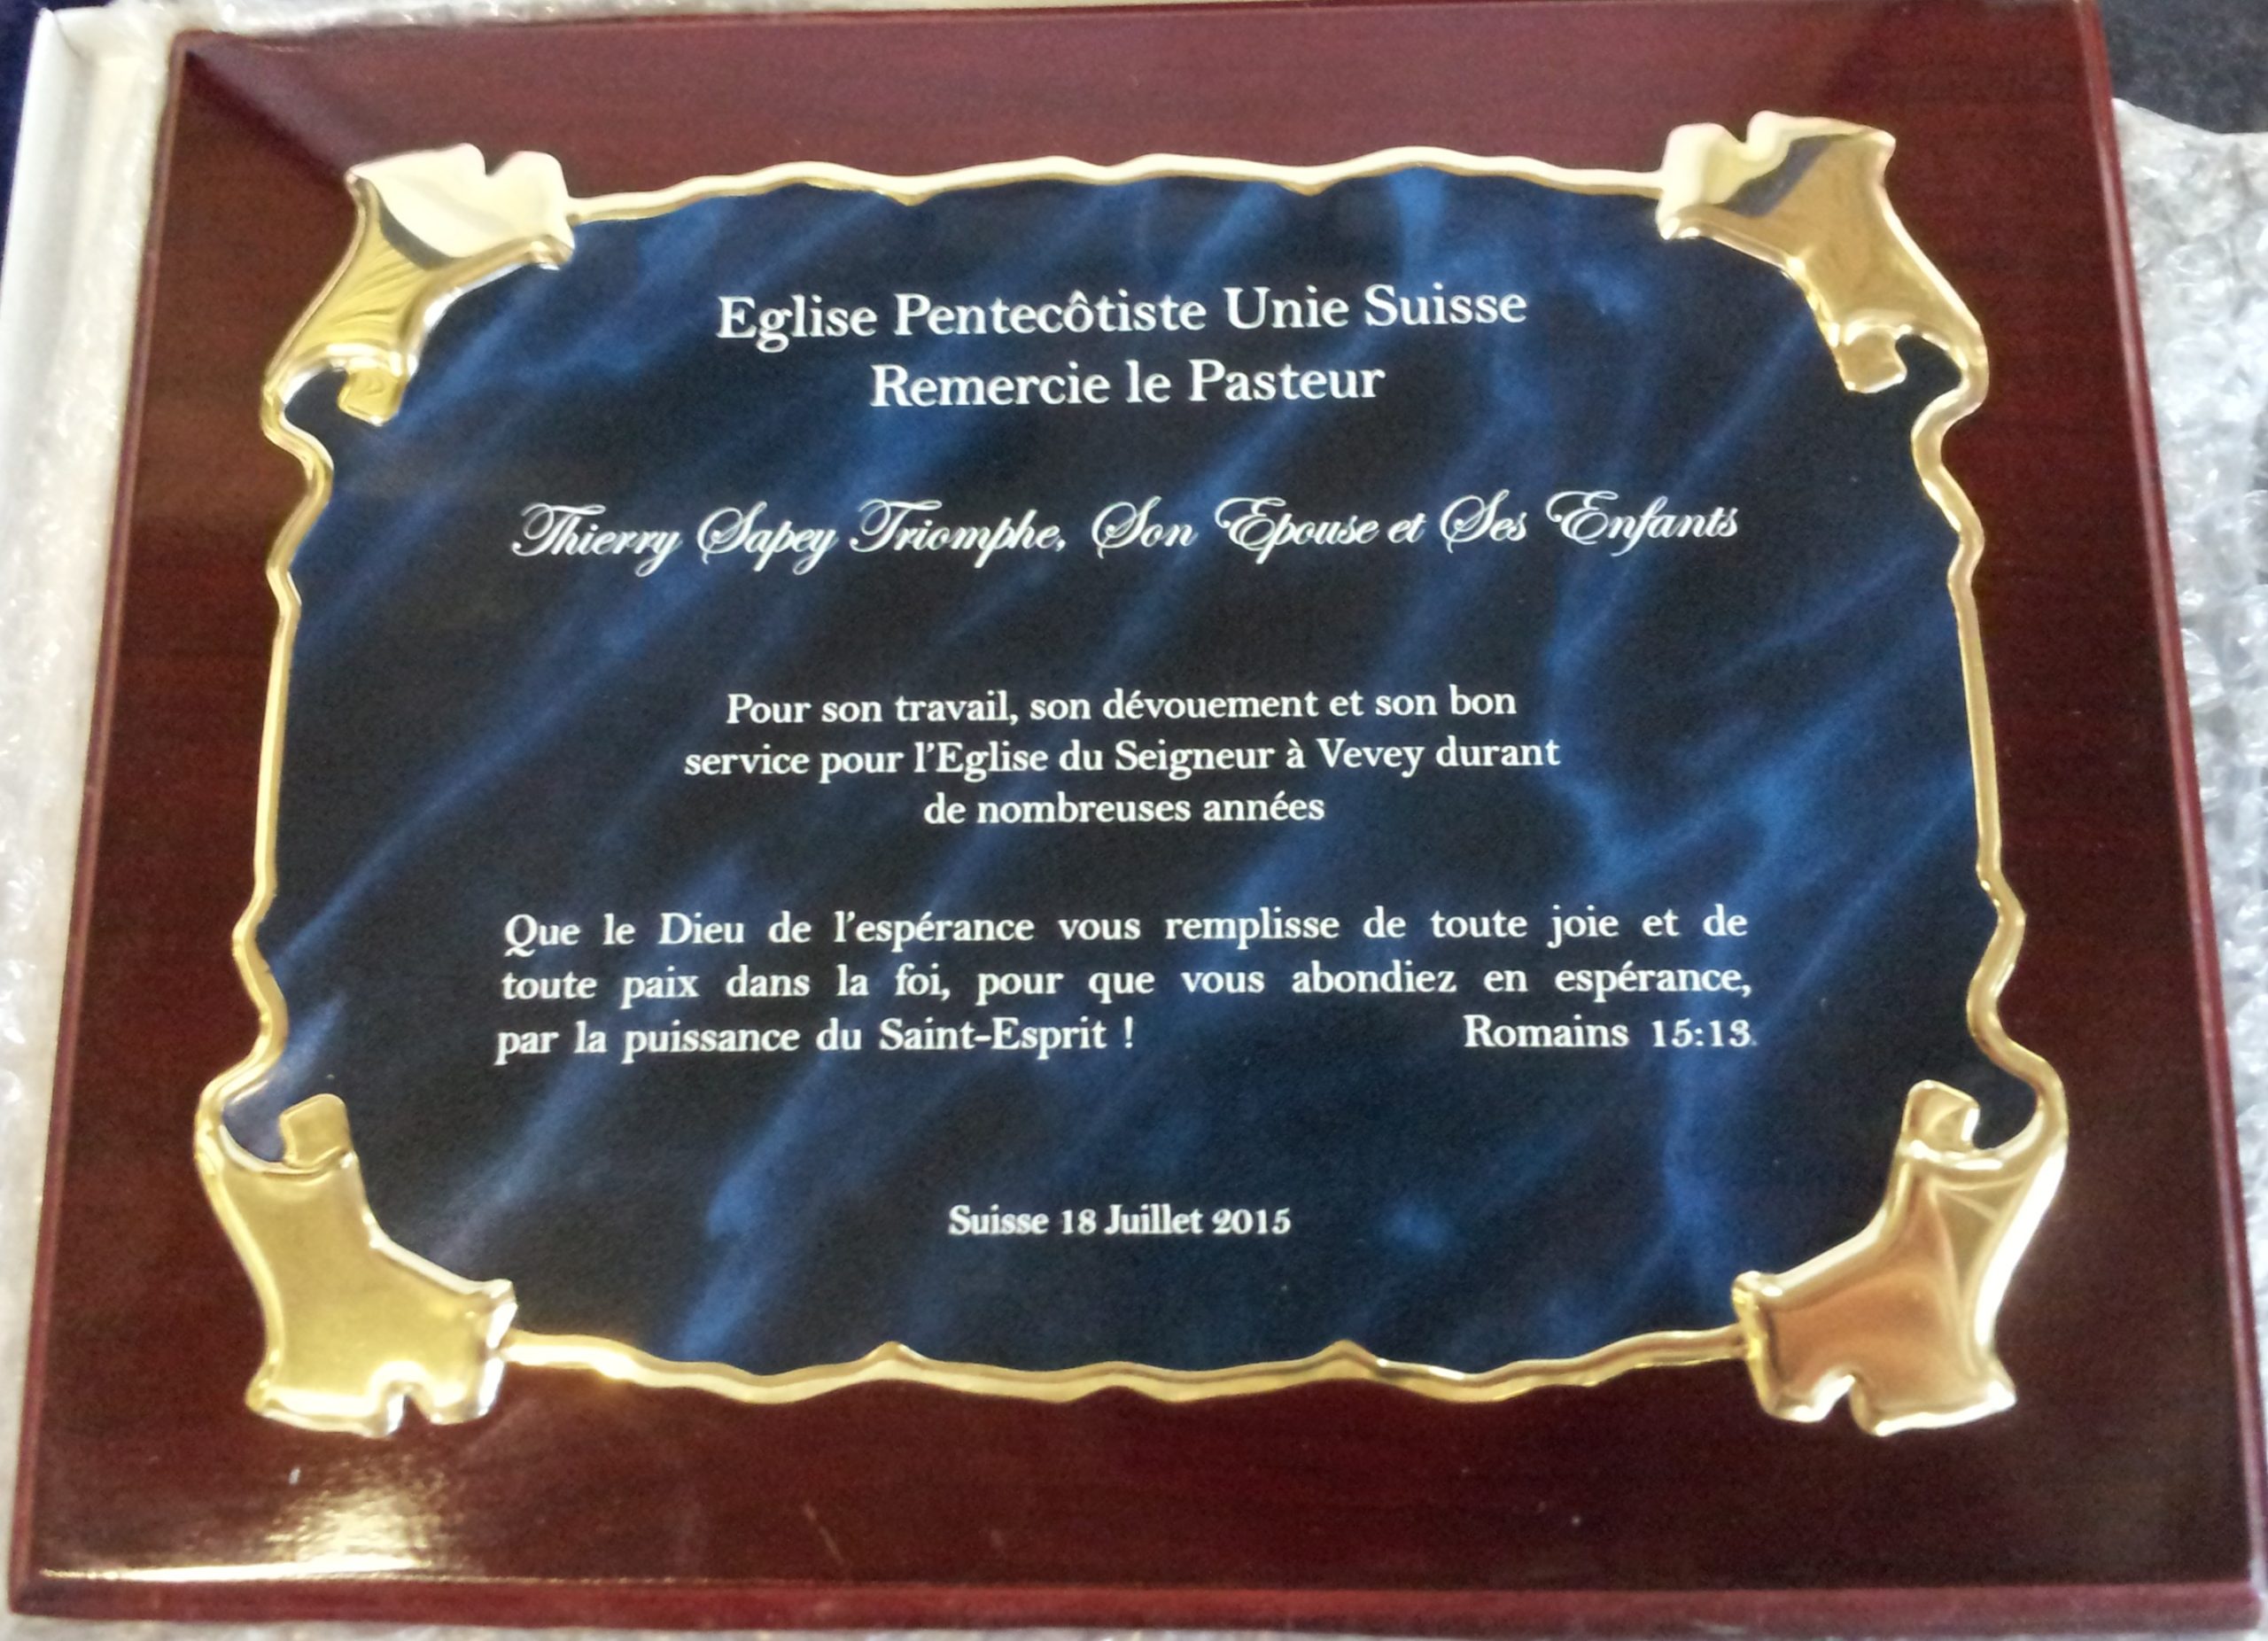 Eglise Pentecôtiste Unie Suisse
Remercie le Pasteur
Thierry Sapey Triomphe, Son Epouse et Ses Enfants
Pour son travail, son dévouement et son bon
service pour l'Eglise du Seigneur à Vevey durant
de nombreuses années
Que le Dieu de l'espérance vous remplisse de toute joie et de
toute paix dans la foi, pour que vous abondiez en espérance,
par la puissance du Saint-Esprit ! Romains 15:13.
Suisse 18 Juillet 2015